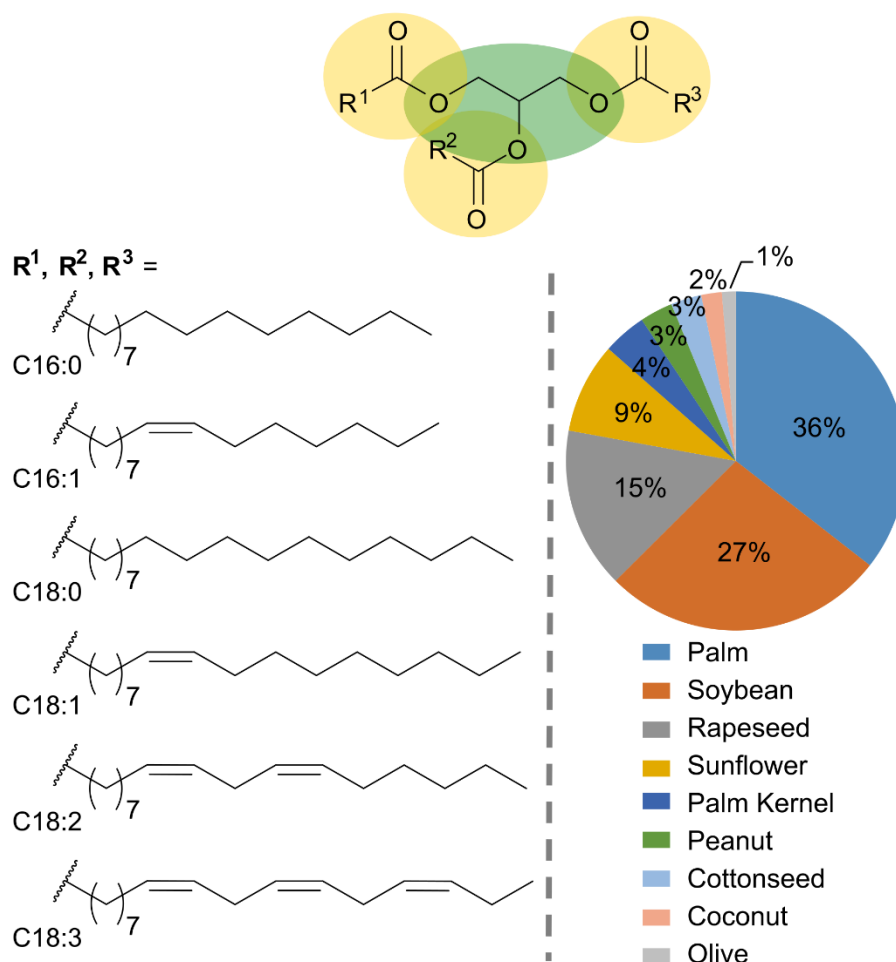 O O
R¹ O O R³
R² O
O
R¹, R², R³ =
7
C16:0
7
C16:1
7
C18:0
7
C18:1
7
C18:2
7
C18:3
1%
2%
3%
3%
4%
9%
15%
27%
36%
Palm
Soybean
Rapeseed
Sunflower
Palm Kernel
Peanut
Cottonseed
Coconut
Olive